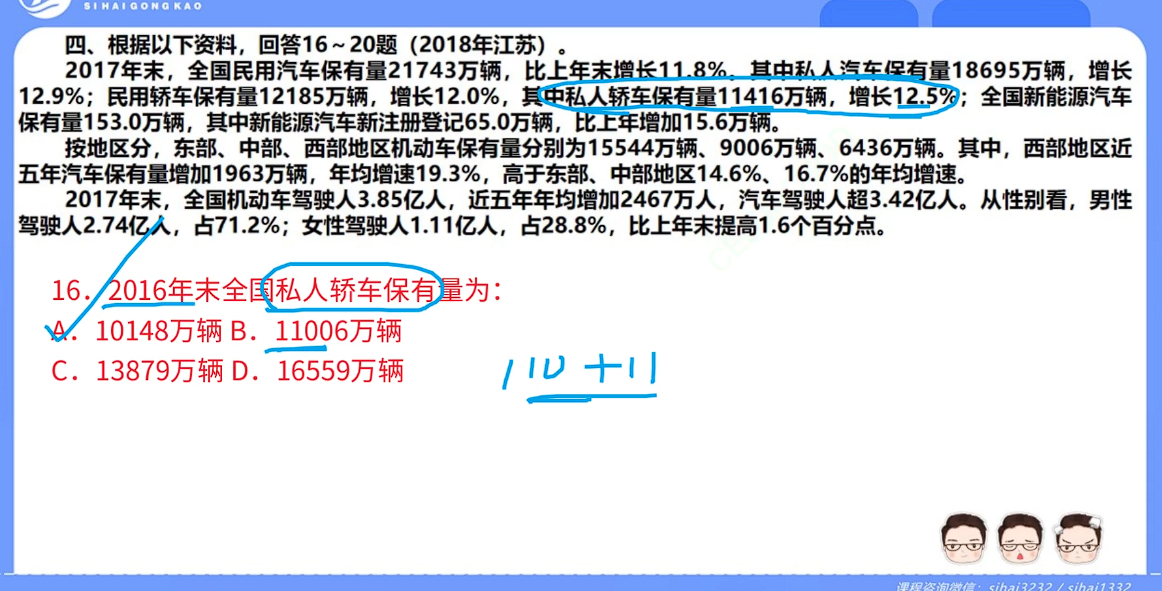 SIHAIGONGKAO
四、根据以下资料，回答16～20题（2018年江苏）。
2017年末，全国民用汽车保有量21743万辆，比上年末增长11.8%。其中私人汽车保有量18695万辆，增长
12.9%；民用轿车保有量12185万辆，增长12.0%，其中私人轿车保有量11416万辆，增长12.5%，全国新能源汽车
保有量153.0万辆，其中新能源汽车新注册登记65.0万辆，比上年增加15.6万辆。
按地区分，东部、中部、西部地区机动车保有量分别为15544万辆、9006万辆、6436万辆。其中，西部地区近
五年汽车保有量增加1963万辆，年均增速19.3%，高于东部、中部地区14.6%、16.7%的年均增速。
2017年末，全国机动车驾驶人3.85亿人，近五年年均增加2467万人，汽车驾驶人超3.42亿人。从性别看，男性
驾驶人2.74亿人，占71.2%；女性驾驶人1.11亿人，占28.8%，比上年末提高1.6个百分点。
16. 2016年末全国私人轿车保有量为：
A. 10148万辆 B. 11006万辆
C. 13879万辆 D. 16559万辆
110+11
课程咨询微信：sihai3232 / sihai1332